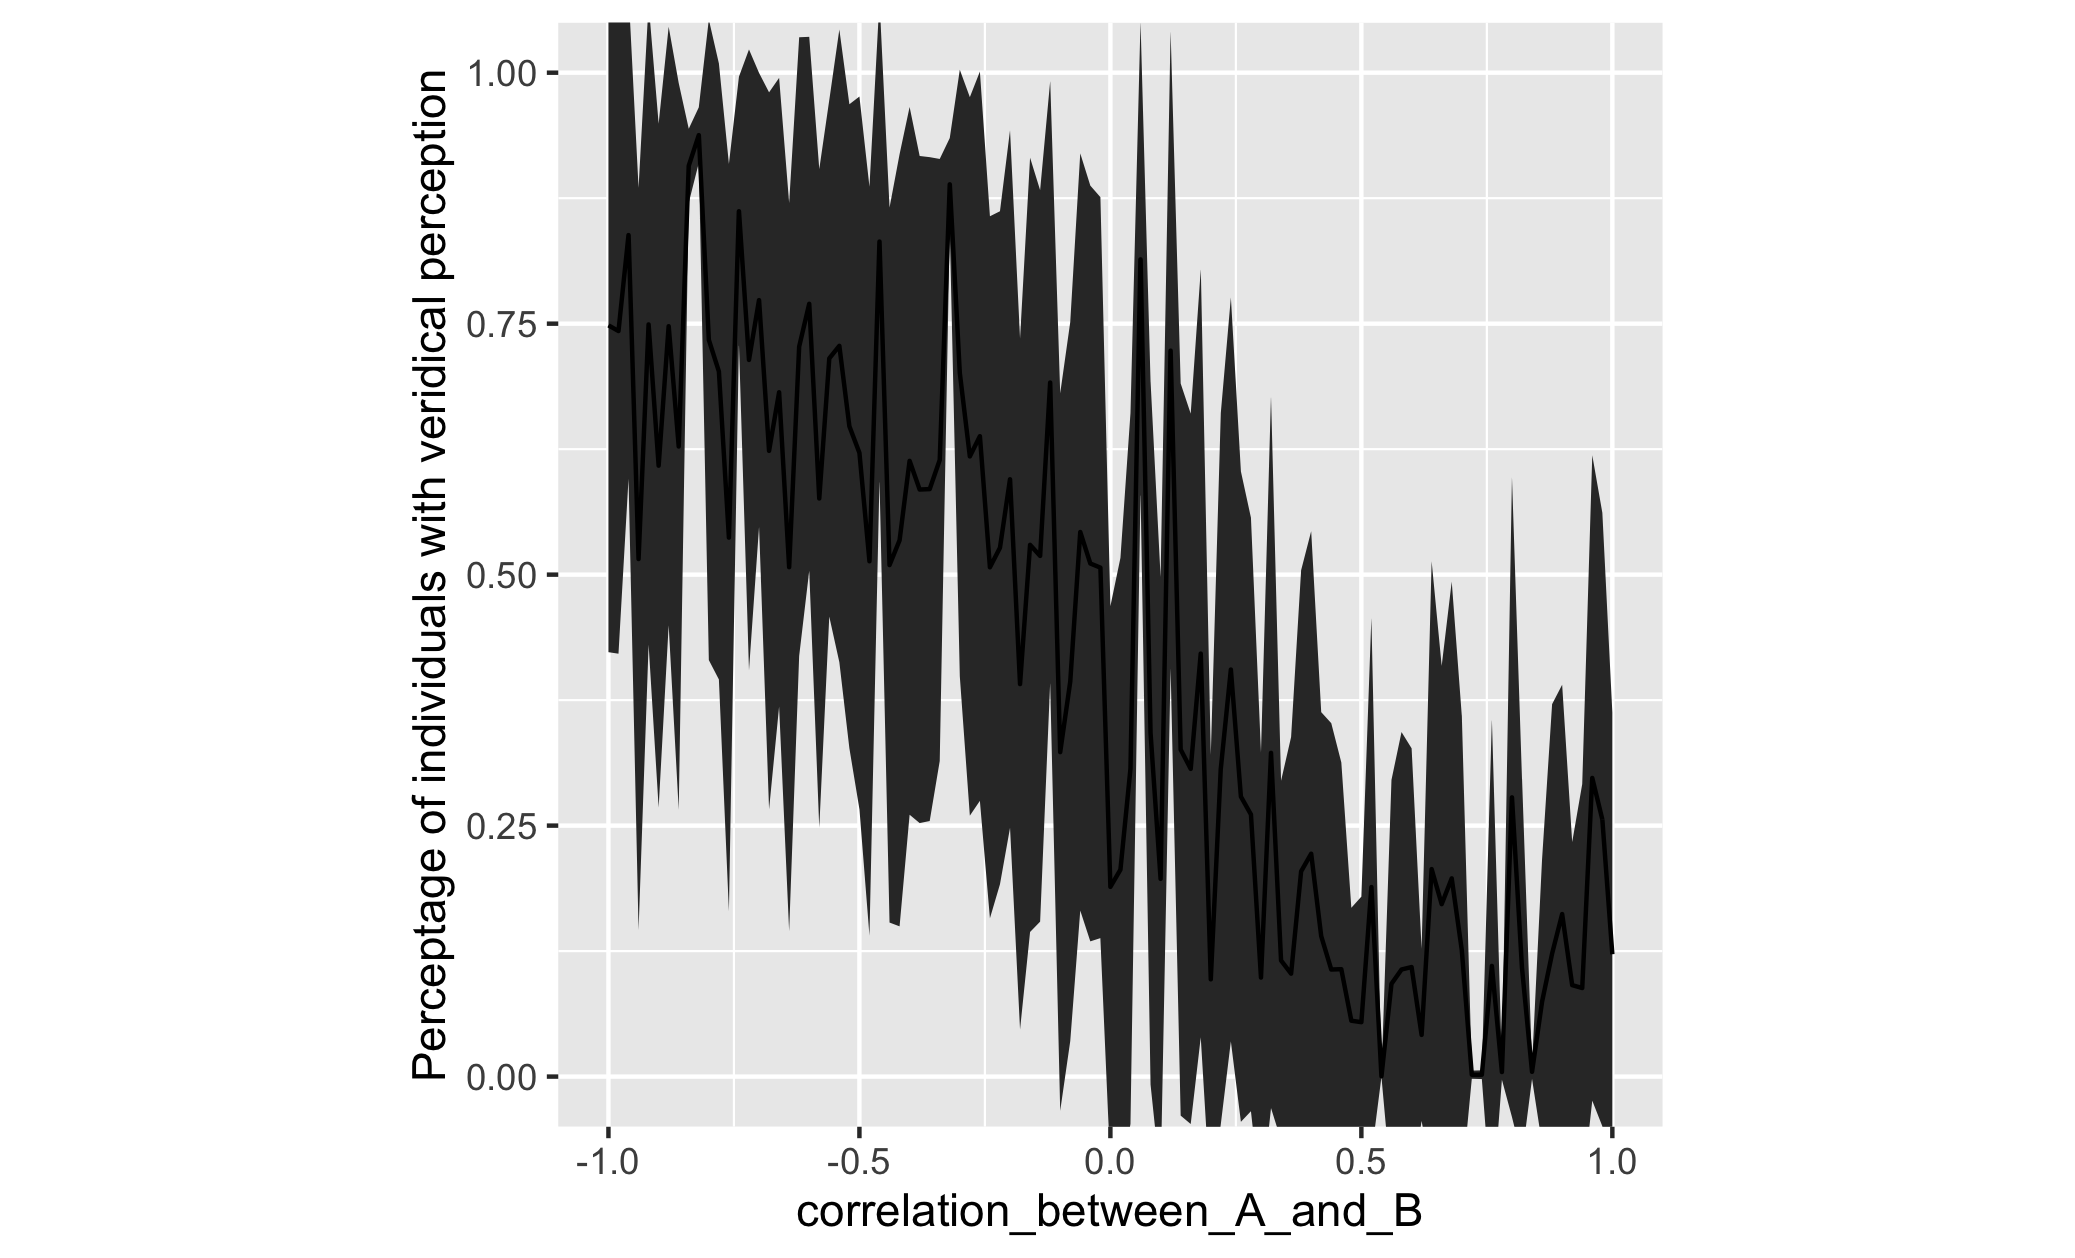 Perceptage of individuals with veridical perception
1.00
0.75
0.50
0.25
0.00
-1.0 -0.5 0.0 0.5 1.0
correlation_between_A_and_B